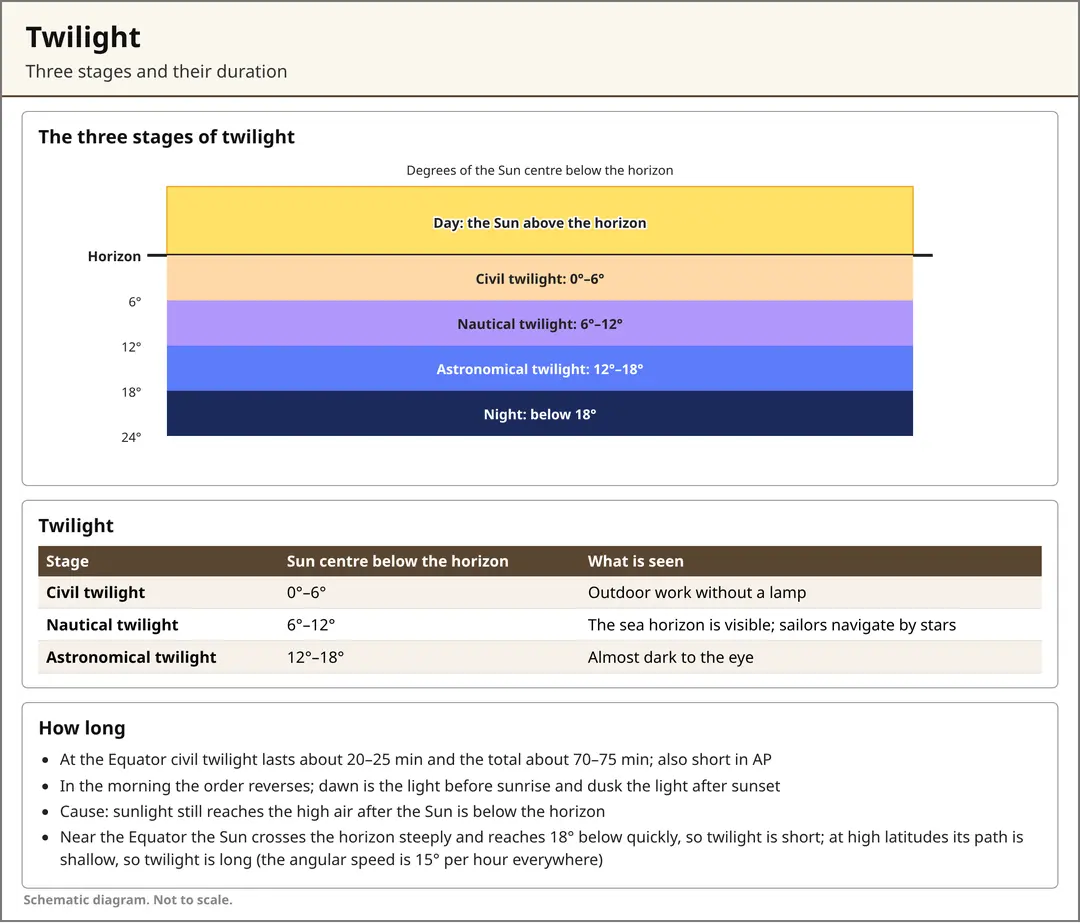 Twilight
Three stages and their duration
The three stages of twilight
Degrees of the Sun centre below the horizon
Day: the Sun above the horizon
Horizon
Civil twilight: 0°–6°
6°
Nautical twilight: 6°–12°
12°
Astronomical twilight: 12°–18°
18°
Night: below 18°
24°
Twilight
Stage Sun centre below the horizon What is seen
Civil twilight 0°–6° Outdoor work without a lamp
Nautical twilight 6°–12° The sea horizon is visible; sailors navigate by stars
Astronomical twilight 12°–18° Almost dark to the eye
How long
• At the Equator civil twilight lasts about 20–25 min and the total about 70–75 min; also short in AP
• In the morning the order reverses; dawn is the light before sunrise and dusk the light after sunset
• Cause: sunlight still reaches the high air after the Sun is below the horizon
• Near the Equator the Sun crosses the horizon steeply and reaches 18° below quickly, so twilight is short; at high latitudes its path is
shallow, so twilight is long (the angular speed is 15° per hour everywhere)
Schematic diagram. Not to scale.